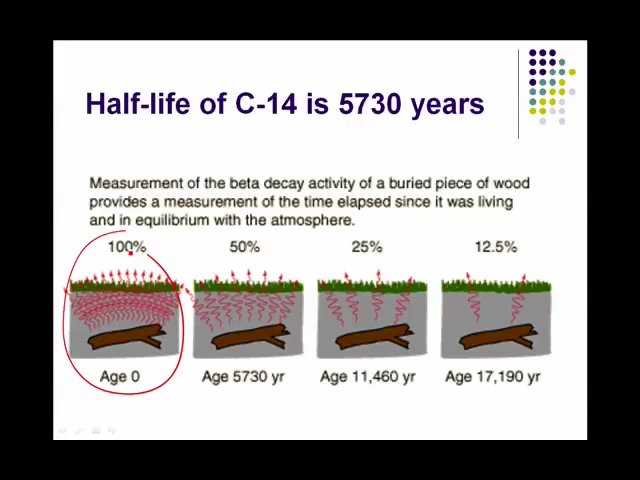 Half-life of C-14 is 5730 years
Measurement of the beta decay activity of a buried piece of wood
provides a measurement of the time elapsed since it was living
and in equilibrium with the atmosphere.
100% 50% 25% 12.5%
Age 0 Age 5730 yr Age 11,460 yr Age 17,190 yr